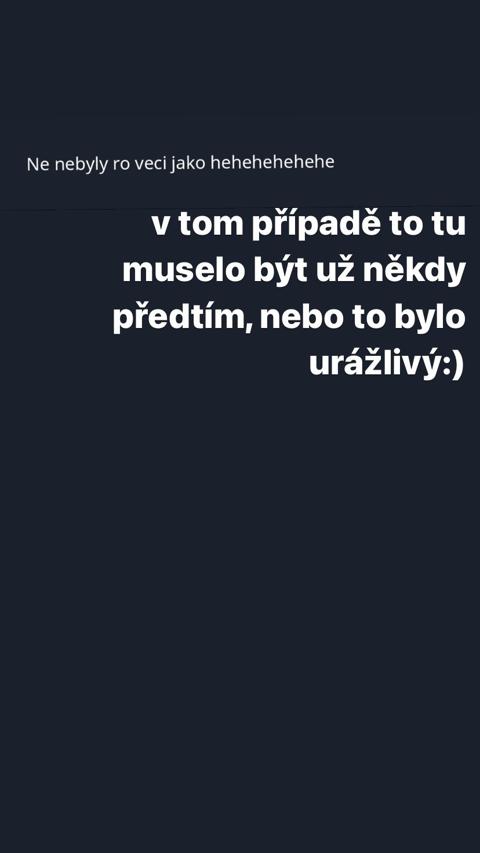 Ne nebyly ro veci jako hehehehehehe
v tom případě to tu
muselo být už někdy
předtím, nebo to bylo
urážlivý:)